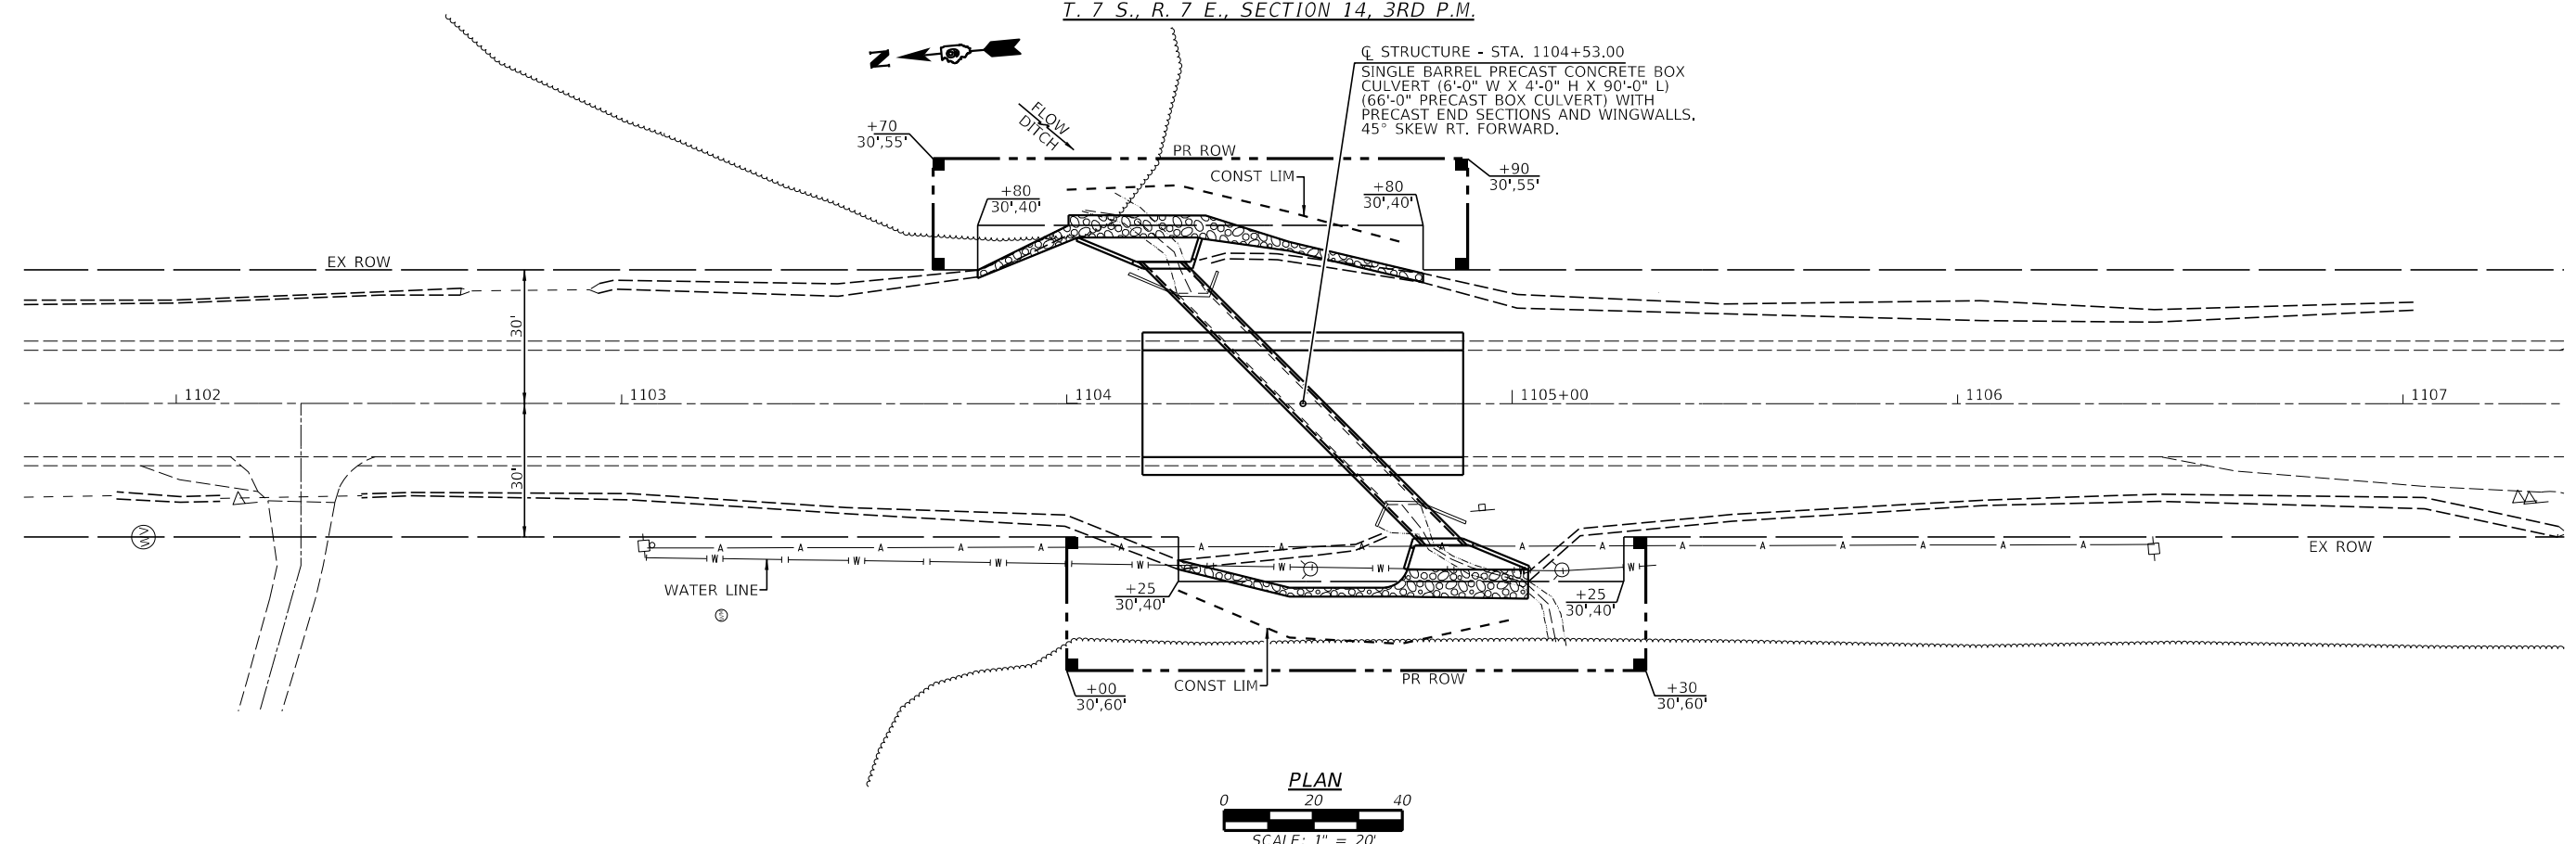 T. 7 S., R. 7 E., SECTION 14, 3RD P.M.
N
℄ STRUCTURE - STA. 1104+53.00
SINGLE BARREL PRECAST CONCRETE BOX
CULVERT (6'-0" W X 4'-0" H X 90'-0" L)
(66'-0" PRECAST BOX CULVERT) WITH
PRECAST END SECTIONS AND WINGWALLS,
45° SKEW RT. FORWARD.
FLOW
DITCH
+70
30',55'
PR ROW
+90
30',55'
CONST LIM
+80
30',40'
+80
30',40'
EX ROW
30'
1102
1103
1104
1105+00
1106
1107
30'
A A A A A A A A A A A A A A A A A A
W W W W W W W W
EX ROW
WATER LINE
+25
30',40'
+25
30',40'
CONST LIM
PR ROW
+00
30',60'
+30
30',60'
PLAN
0 20 40
SCALE: 1" = 20'